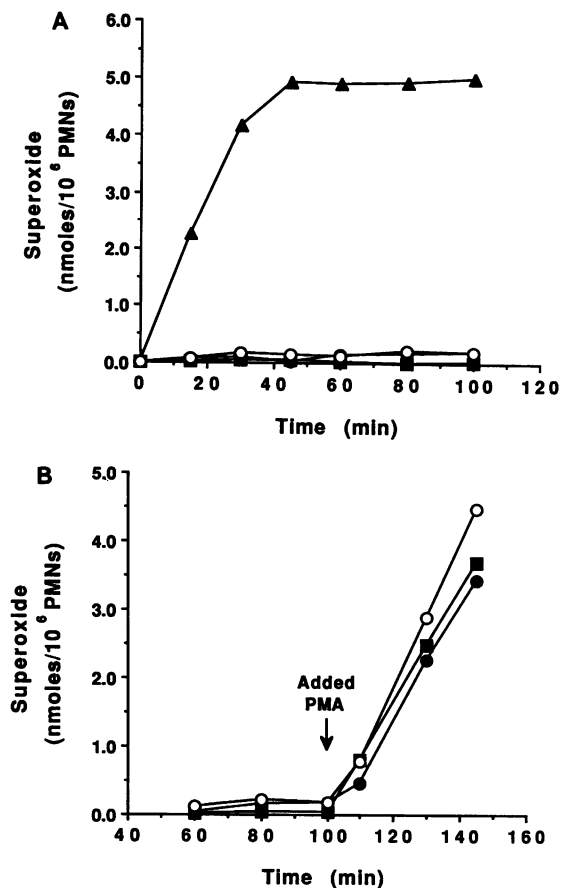 A
Superoxide
(nmoles/10 6 PMNs)
6.0
5.0
4.0
3.0
2.0
1.0
0.0
0 20 40 60 80 100 120
Time (min)
B
Superoxide
(nmoles/10 6 PMNs)
5.0
4.0
3.0
2.0
1.0
0.0
Added
PMA
40 60 80 100 120 140 160
Time (min)